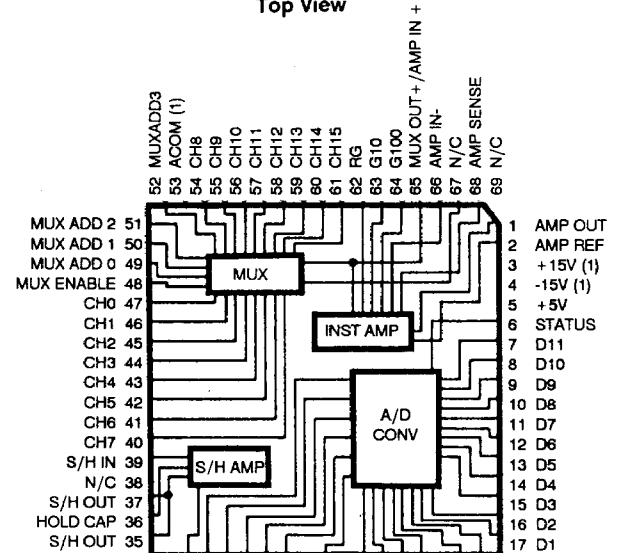 Top View
52 MUXADD3
53 ACOM (1)
54 CH8
55 CH9
56 CH10
57 CH11
58 CH12
59 CH13
60 CH14
61 CH15
62 RG
63 G10
64 G100
65 MUX OUT+/AMP IN +
66 AMP IN-
67 N/C
68 AMP SENSE
69 N/C
MUX ADD 2 51
MUX ADD 1 50
MUX ADD 0 49
MUX ENABLE 48
CH0 47
CH1 46
CH2 45
CH3 44
CH4 43
CH5 42
CH6 41
CH7 40
S/H IN 39
N/C 38
S/H OUT 37
HOLD CAP 36
S/H OUT 35
MUX
INST AMP
A/D
CONV
S/H AMP
1 AMP OUT
2 AMP REF
3 +15V (1)
4 -15V (1)
5 +5V
6 STATUS
7 D11
8 D10
9 D9
10 D8
11 D7
12 D6
13 D5
14 D4
15 D3
16 D2
17 D1